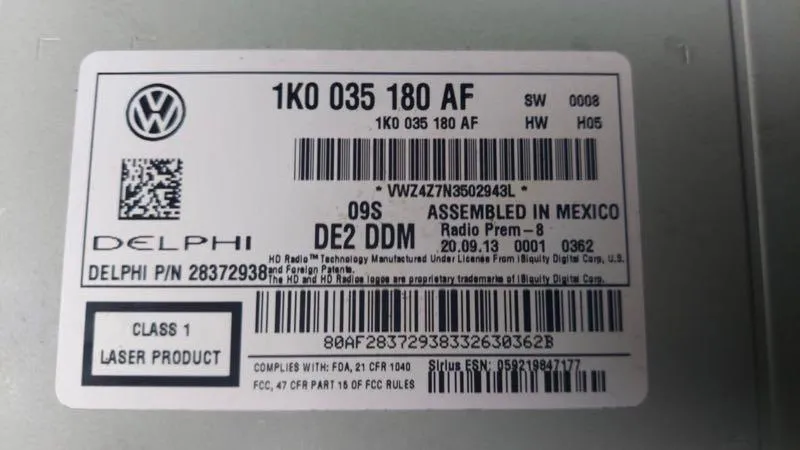 1K0 035 180 AF SW 0008
1K0 035 180 AF HW H05
* VWZ4Z7N3502943L *
09S ASSEMBLED IN MEXICO
DE2 DDM Radio Prem-8
20.09.13 0001 0362
DELPHI
DELPHI P/N 28372938
HD Radio™ Technology Manufactured Under License From iBiquity Digital Corp, U.S.
and Foreign Patents.
The HD and HD Radios logos are proprietary trademarks of iBiquity Digital Corp.
80AF28372938332630362B
CLASS 1
LASER PRODUCT
COMPLIES WITH: FDA, 21 CFR 1040
FCC, 47 CFR PART 15 OF FCC RULES
Sirius ESN: 059219847177